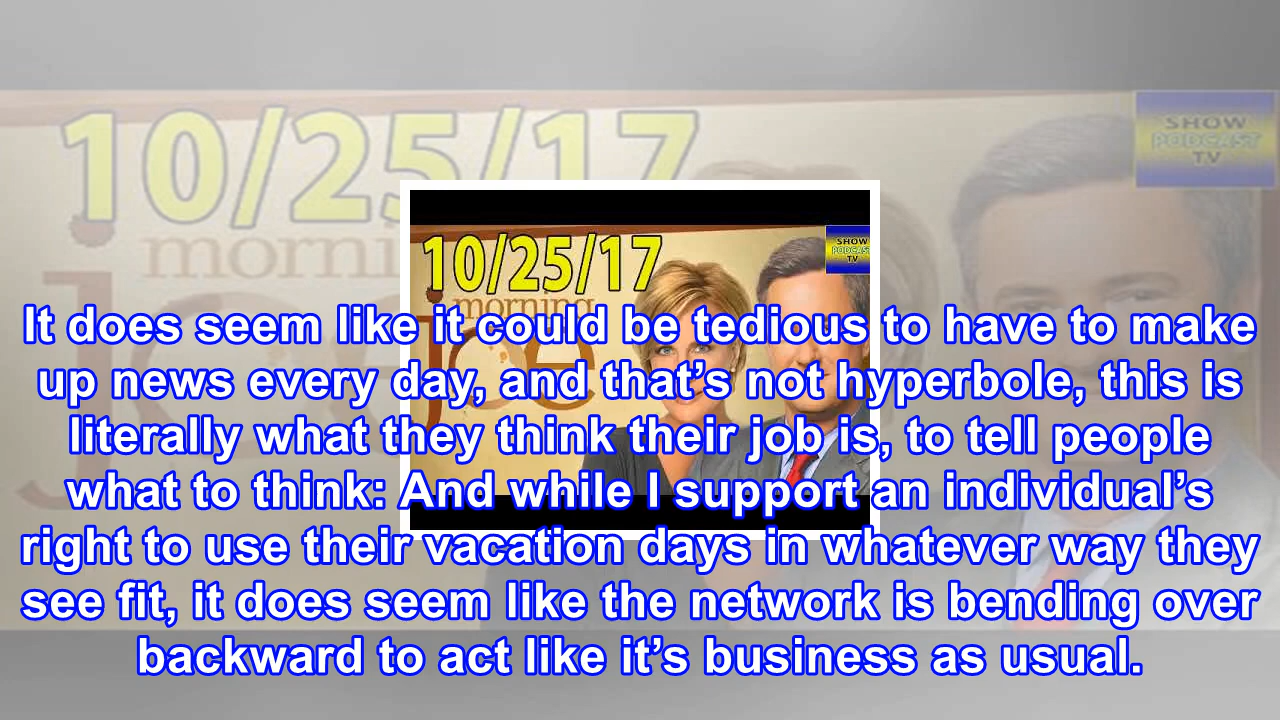 10/25/17
SHOW
PODCAST
TV
morning
10/25/17
SHOW
PODCAST
TV
morning
joe
It does seem like it could be tedious to have to make
up news every day, and that’s not hyperbole, this is
literally what they think their job is, to tell people
what to think: And while I support an individual’s
right to use their vacation days in whatever way they
see fit, it does seem like the network is bending over
backward to act like it’s business as usual.